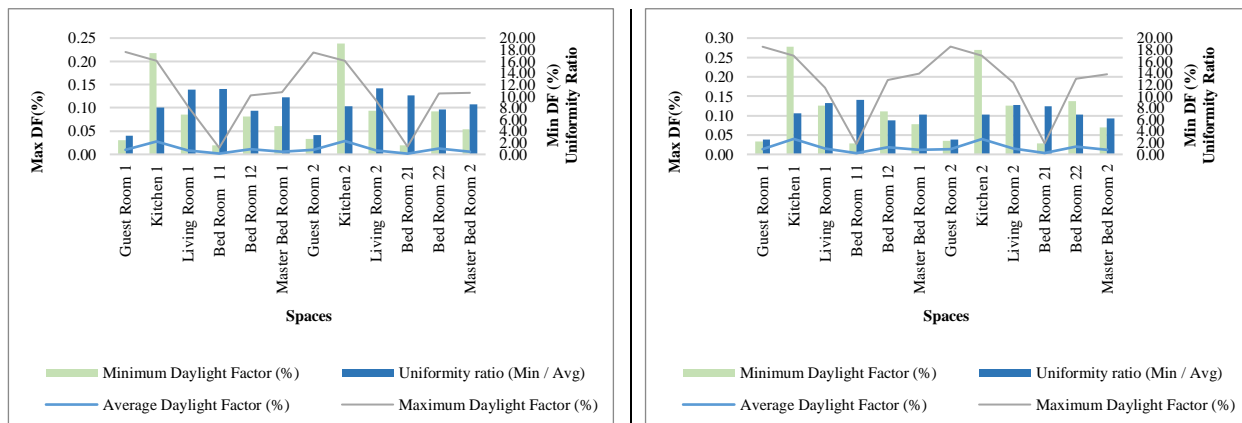 0.25
0.20
0.15
0.10
0.05
0.00
Max DF(%)
20.00
18.00
16.00
14.00
12.00
10.00
8.00
6.00
4.00
2.00
0.00
Min DF (%)
Uniformity Ratio
Guest Room 1
Kitchen 1
Living Room 1
Bed Room 11
Bed Room 12
Master Bed Room 1
Guest Room 2
Kitchen 2
Living Room 2
Bed Room 21
Bed Room 22
Master Bed Room 2
Spaces
Minimum Daylight Factor (%)
Uniformity ratio (Min / Avg)
Average Daylight Factor (%)
Maximum Daylight Factor (%)
0.30
0.25
0.20
0.15
0.10
0.05
0.00
Max DF(%)
20.00
18.00
16.00
14.00
12.00
10.00
8.00
6.00
4.00
2.00
0.00
Min DF (%)
Uniformity Ratio
Guest Room 1
Kitchen 1
Living Room 1
Bed Room 11
Bed Room 12
Master Bed Room 1
Guest Room 2
Kitchen 2
Living Room 2
Bed Room 21
Bed Room 22
Master Bed Room 2
Spaces
Minimum Daylight Factor (%)
Uniformity ratio (Min / Avg)
Average Daylight Factor (%)
Maximum Daylight Factor (%)